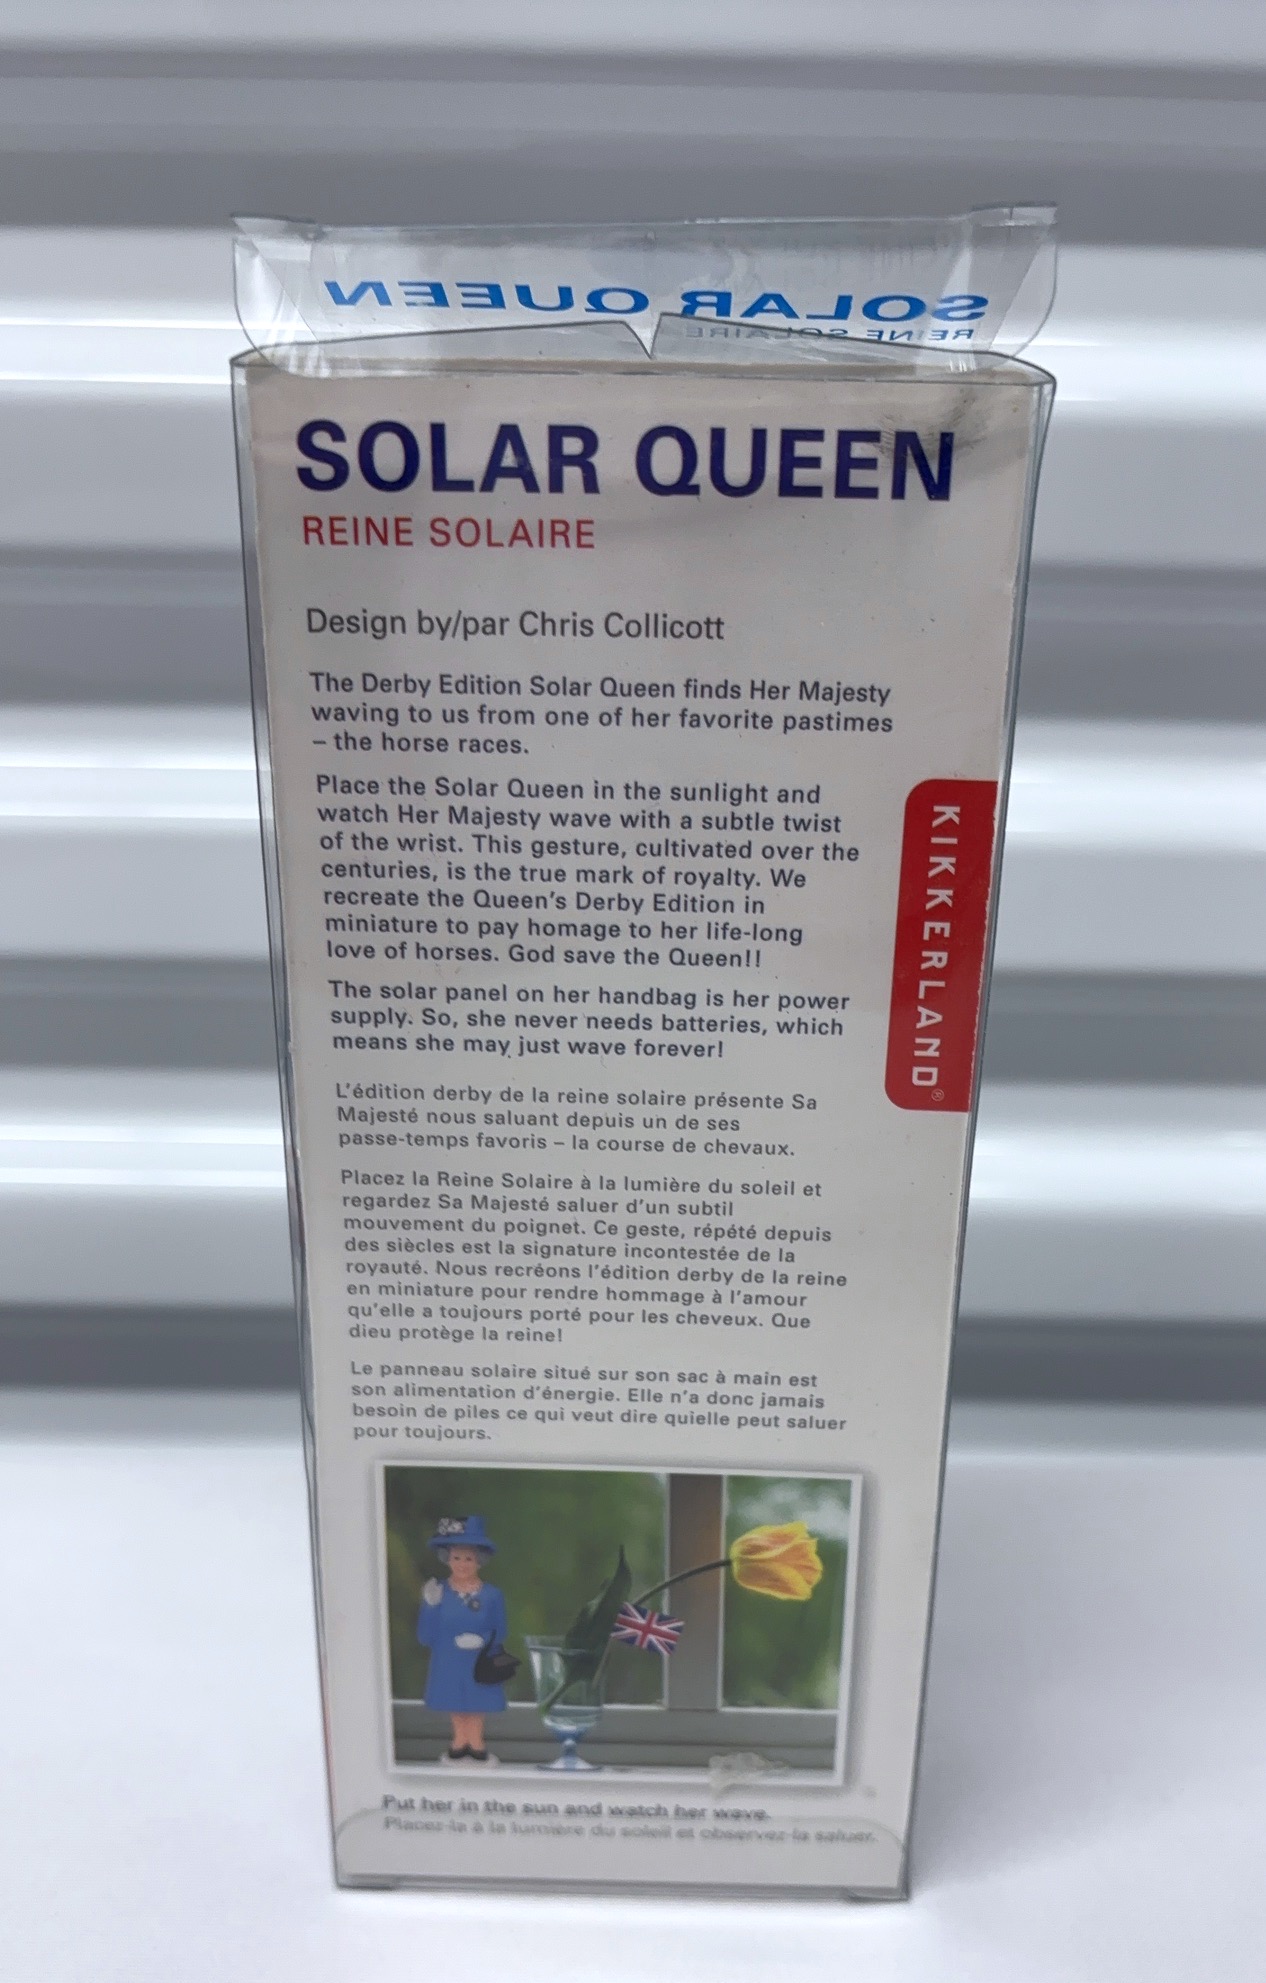 SOLAR QUEEN
REINE SOLAIRE
SOLAR QUEEN
REINE SOLAIRE
Design by/par Chris Collicott
The Derby Edition Solar Queen finds Her Majesty
waving to us from one of her favorite pastimes
– the horse races.
Place the Solar Queen in the sunlight and
watch Her Majesty wave with a subtle twist
of the wrist. This gesture, cultivated over the
centuries, is the true mark of royalty. We
recreate the Queen's Derby Edition in
miniature to pay homage to her life-long
love of horses. God save the Queen!!
The solar panel on her handbag is her power
supply. So, she never needs batteries, which
means she may just wave forever!
KIKKERLAND®
L'édition derby de la reine solaire présente Sa
Majesté nous saluant depuis un de ses
passe-temps favoris – la course de chevaux.
Placez la Reine Solaire à la lumière du soleil et
regardez Sa Majesté saluer d'un subtil
mouvement du poignet. Ce geste, répété depuis
des siècles est la signature incontestée de la
royauté. Nous recréons l'édition derby de la reine
en miniature pour rendre hommage à l'amour
qu'elle a toujours porté pour les cheveux. Que
dieu protège la reine!
Le panneau solaire situé sur son sac à main est
son alimentation d'énergie. Elle n'a donc jamais
besoin de piles ce qui veut dire quielle peut saluer
pour toujours.
Put her in the sun and watch her wave.
Placez-la à la lumière du soleil et observez-la saluer.